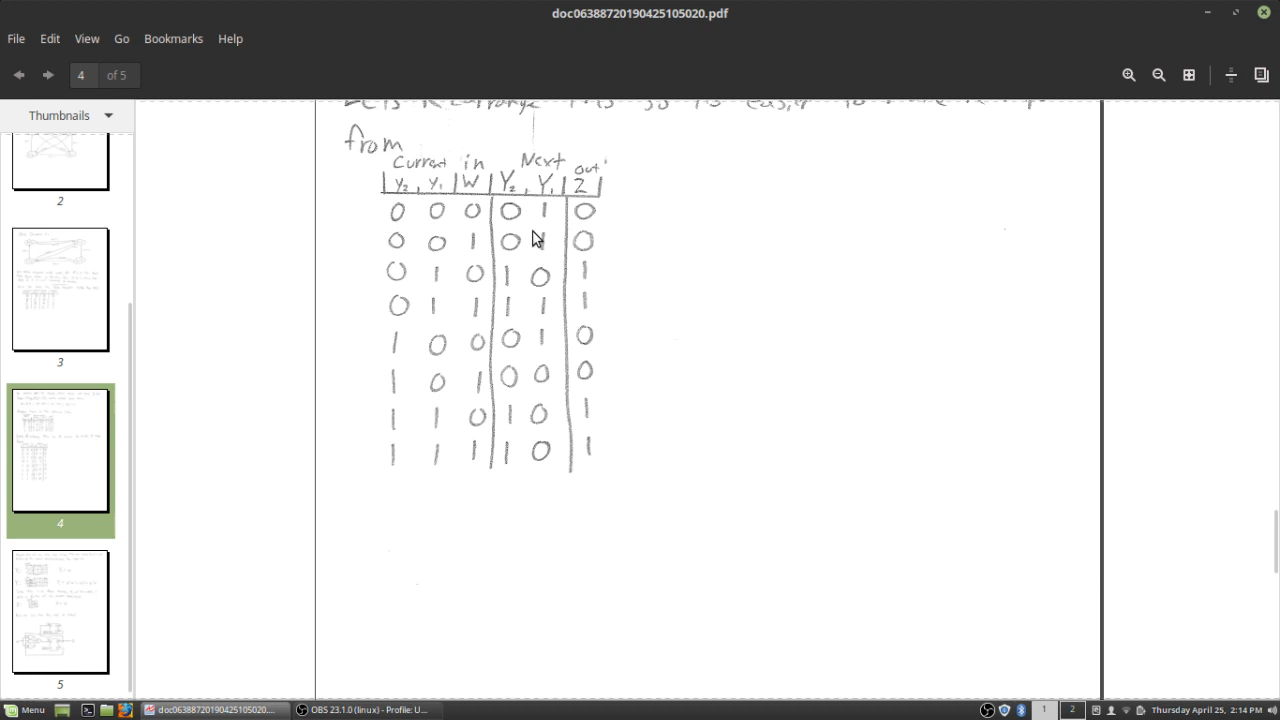 doc06388720190425105020.pdf
File Edit View Go Bookmarks Help
4 of 5
Thumbnails
2
3
4
5
from
Current in Next out
y₂, y₁ W Y₂, Y₁ Z
0 0 0 0 1 0
0 0 1 0 1 0
0 1 0 1 0 1
0 1 1 1 1 1
1 0 0 0 1 0
1 0 1 0 0 0
1 1 0 1 0 1
1 1 1 1 0 1
Menu doc06388720190425105020.... OBS 23.1.0 (linux) - Profile: U... 1 2 Thursday April 25, 2:14 PM